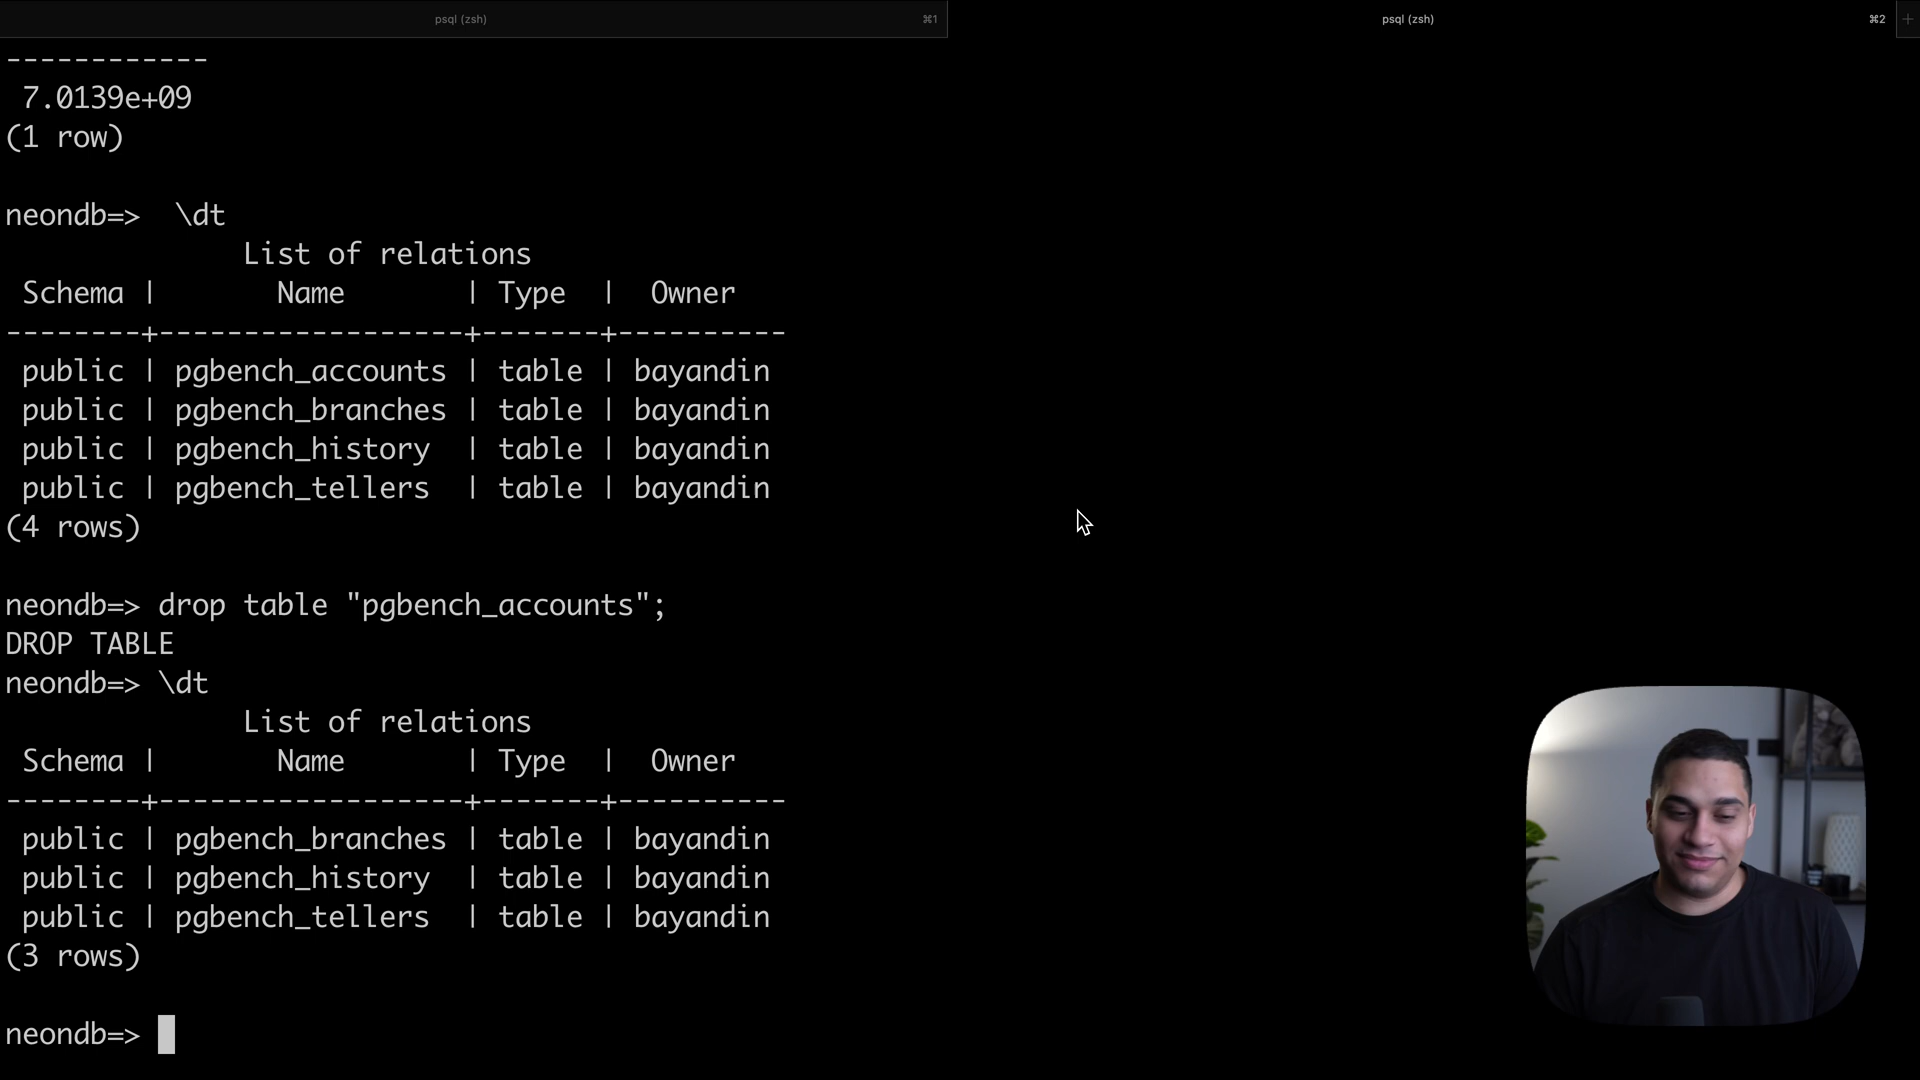 psql (zsh) ⌘1 psql (zsh) ⌘2 +
------------
7.0139e+09
(1 row)
neondb=>  \dt
List of relations
Schema |       Name       | Type  |  Owner
--------+------------------+-------+----------
public | pgbench_accounts | table | bayandin
public | pgbench_branches | table | bayandin
public | pgbench_history  | table | bayandin
public | pgbench_tellers  | table | bayandin
(4 rows)
neondb=> drop table "pgbench_accounts";
DROP TABLE
neondb=> \dt
List of relations
Schema |       Name       | Type  |  Owner
--------+------------------+-------+----------
public | pgbench_branches | table | bayandin
public | pgbench_history  | table | bayandin
public | pgbench_tellers  | table | bayandin
(3 rows)
neondb=>